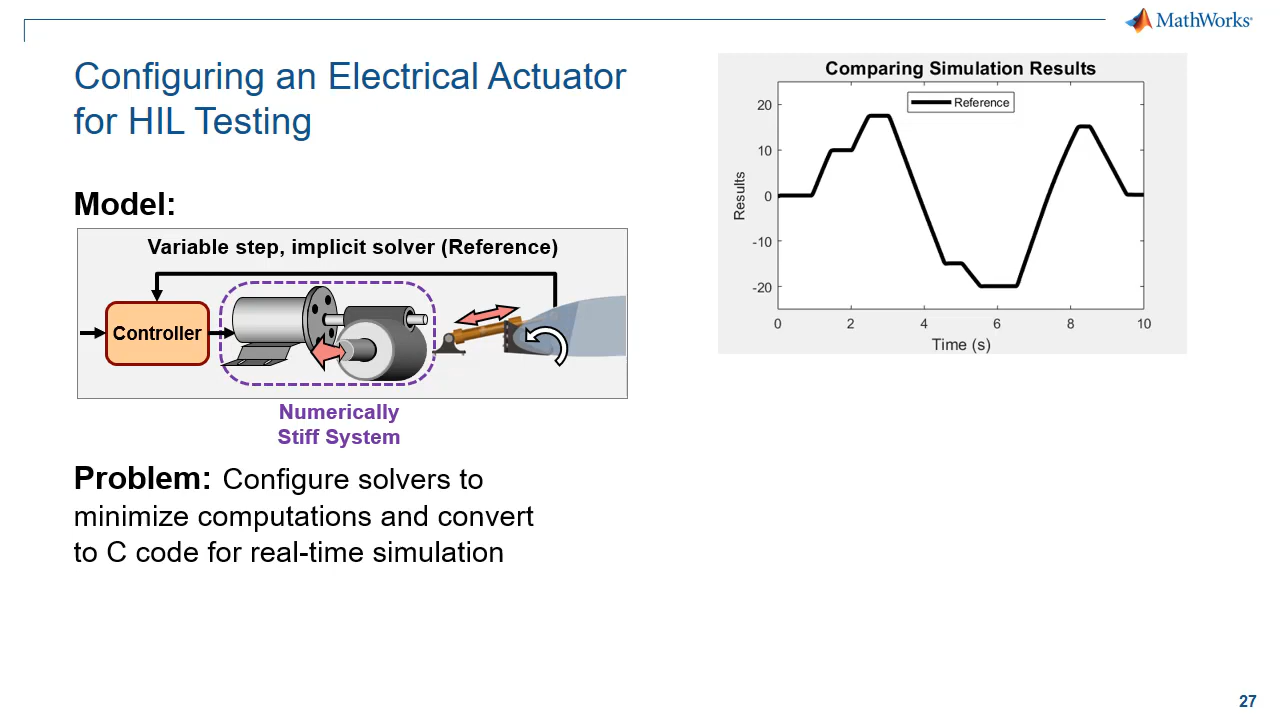 MathWorks®
Configuring an Electrical Actuator
for HIL Testing
Model:
Variable step, implicit solver (Reference)
Controller
Numerically
Stiff System
Problem: Configure solvers to
minimize computations and convert
to C code for real-time simulation
Comparing Simulation Results
Reference
Results
20
10
0
-10
-20
0 2 4 6 8 10
Time (s)
27